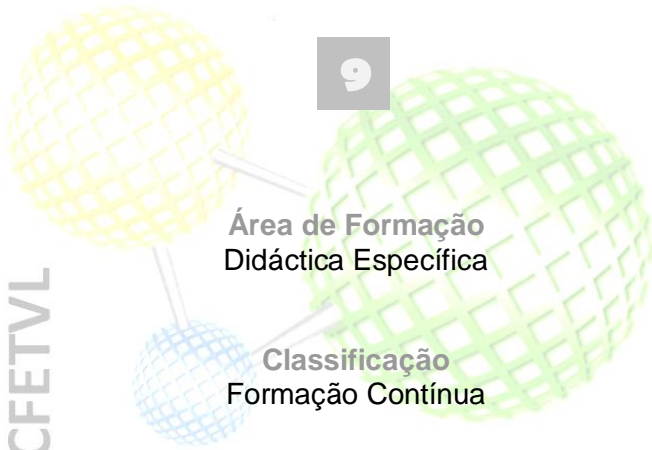 9
Área de Formação
Didáctica Específica
Classificação
Formação Contínua
CFETVL